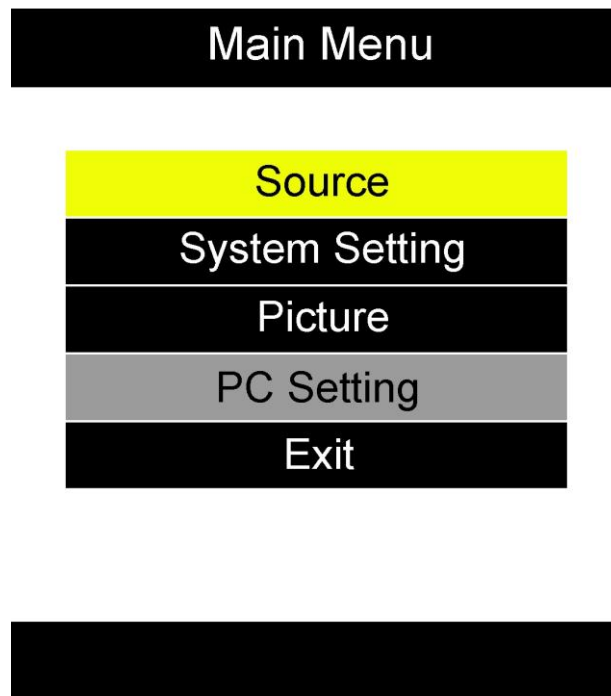 Main Menu
Source
System Setting
Picture
PC Setting
Exit